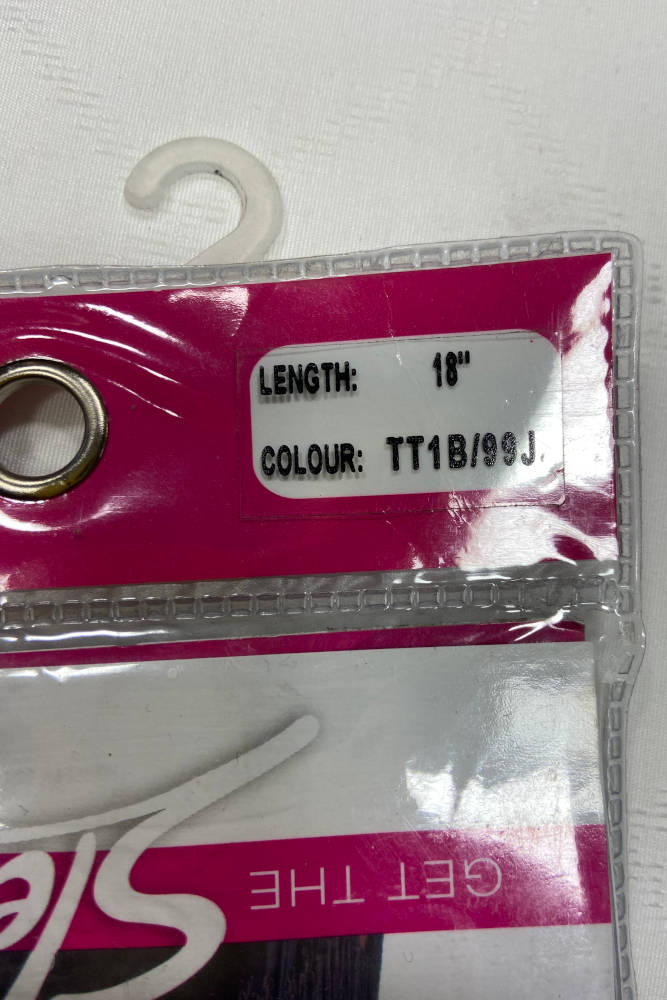 LENGTH: 18"
COLOUR: TT1B/99J
GET THE